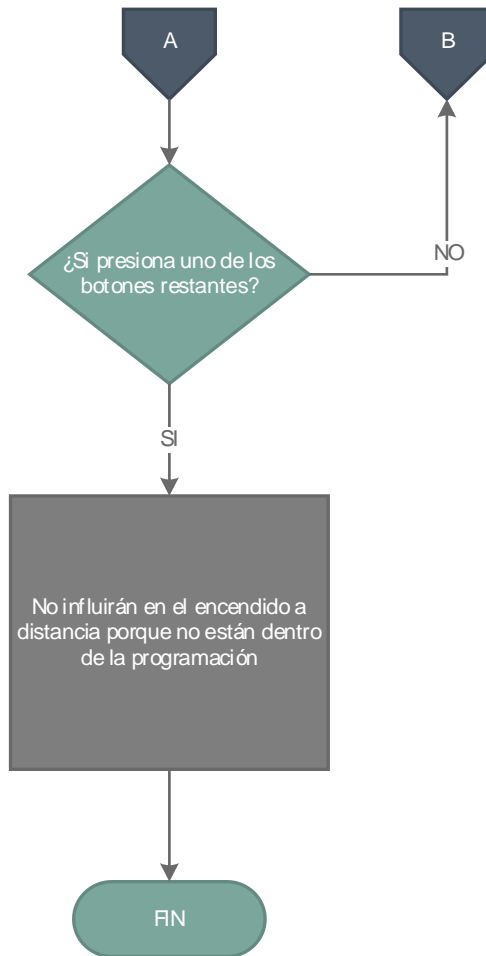 A
B
¿Si presiona uno de los
botones restantes?
NO
SI
No influirán en el encendido a
distancia porque no están dentro
de la programación
FIN